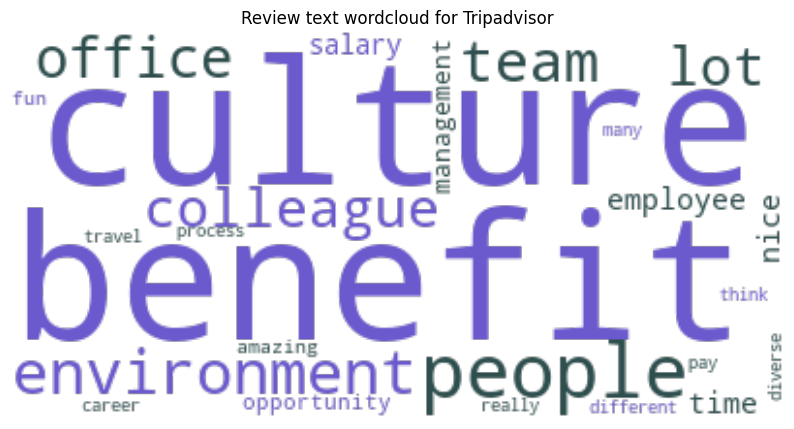 Review text wordcloud for Tripadvisor
office
salary
management
team
lot
fun
culture
many
colleague
employee
nice
travel
process
benefit
think
amazing
environment
people
pay
diverse
career
opportunity
really
different
time